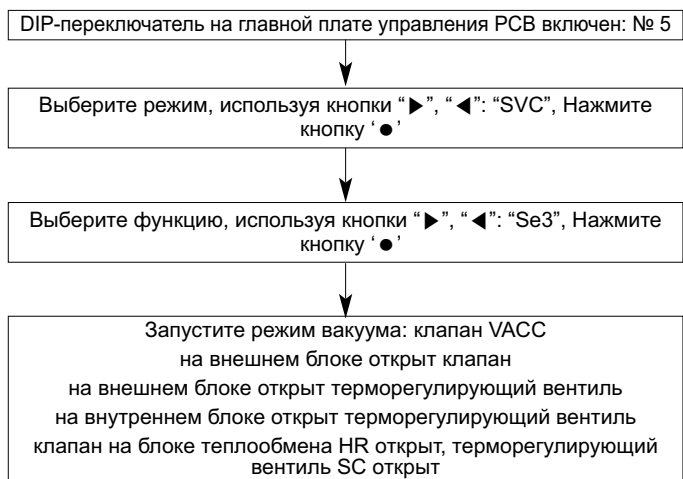 DIP-переключатель на главной плате управления PCB включен: № 5
Выберите режим, используя кнопки “▶”, “◀”: “SVC”, Нажмите
кнопку ‘●’
Выберите функцию, используя кнопки “▶”, “◀”: “Se3”, Нажмите
кнопку ‘●’
Запустите режим вакуума: клапан VACC
на внешнем блоке открыт клапан
на внешнем блоке открыт терморегулирующий вентиль
на внутреннем блоке открыт терморегулирующий вентиль
клапан на блоке теплообмена HR открыт, терморегулирующий
вентиль SC открыт